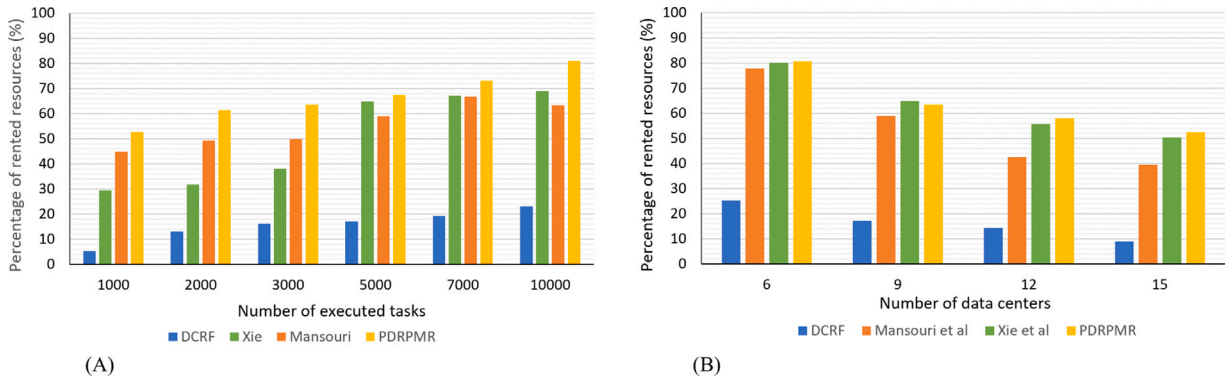 Percentage of rented resources (%)
100
90
80
70
60
50
40
30
20
10
0
1000 2000 3000 5000 7000 10000
Number of executed tasks
DCRF Xie Mansouri PDRPMR
(A)
Percentage of rented resources (%)
100
90
80
70
60
50
40
30
20
10
0
6 9 12 15
Number of data centers
DCRF Mansouri et al Xie et al PDRPMR
(B)